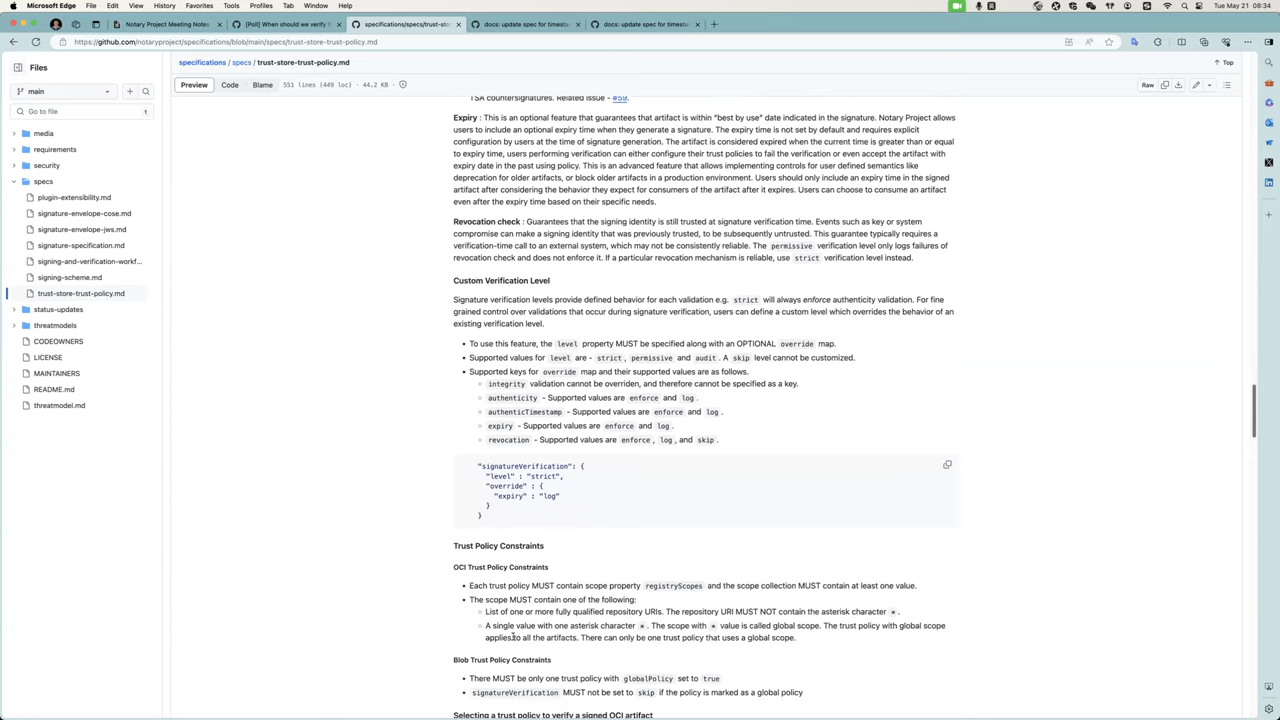 Microsoft Edge File Edit View History Favorites Tools Profiles Tab Window Help Tue May 21 08:34
Notary Project Meeting Notes
[Poll] When should we verify t
specifications/specs/trust-sto
docs: update spec for timesta
docs: update spec for timesta
https://github.com/notaryproject/specifications/blob/main/specs/trust-store-trust-policy.md
Files
specifications / specs / trust-store-trust-policy.md
Top
main
Preview Code Blame 551 lines (449 loc) · 44.2 KB
Raw
Go to file t
media
requirements
security
specs
plugin-extensibility.md
signature-envelope-cose.md
signature-envelope-jws.md
signature-specification.md
signing-and-verification-workf...
signing-scheme.md
trust-store-trust-policy.md
status-updates
threatmodels
CODEOWNERS
LICENSE
MAINTAINERS
README.md
threatmodel.md
TSA countersignatures. Related issue - #59.
Expiry : This is an optional feature that guarantees that artifact is within “best by use” date indicated in the signature. Notary Project allows
users to include an optional expiry time when they generate a signature. The expiry time is not set by default and requires explicit
configuration by users at the time of signature generation. The artifact is considered expired when the current time is greater than or equal
to expiry time, users performing verification can either configure their trust policies to fail the verification or even accept the artifact with
expiry date in the past using policy. This is an advanced feature that allows implementing controls for user defined semantics like
deprecation for older artifacts, or block older artifacts in a production environment. Users should only include an expiry time in the signed
artifact after considering the behavior they expect for consumers of the artifact after it expires. Users can choose to consume an artifact
even after the expiry time based on their specific needs.
Revocation check : Guarantees that the signing identity is still trusted at signature verification time. Events such as key or system
compromise can make a signing identity that was previously trusted, to be subsequently untrusted. This guarantee typically requires a
verification-time call to an external system, which may not be consistently reliable. The permissive verification level only logs failures of
revocation check and does not enforce it. If a particular revocation mechanism is reliable, use strict verification level instead.
Custom Verification Level
Signature verification levels provide defined behavior for each validation e.g. strict will always enforce authenticity validation. For fine
grained control over validations that occur during signature verification, users can define a custom level which overrides the behavior of an
existing verification level.
• To use this feature, the level property MUST be specified along with an OPTIONAL override map.
• Supported values for level are - strict, permissive and audit. A skip level cannot be customized.
• Supported keys for override map and their supported values are as follows.
integrity validation cannot be overriden, and therefore cannot be specified as a key.
authenticity - Supported values are enforce and log.
authenticTimestamp - Supported values are enforce and log.
expiry - Supported values are enforce and log.
revocation - Supported values are enforce, log, and skip.
"signatureVerification": {
"level" : "strict",
"override" : {
"expiry" : "log"
}
}
Trust Policy Constraints
OCI Trust Policy Constraints
• Each trust policy MUST contain scope property registryScopes and the scope collection MUST contain at least one value.
• The scope MUST contain one of the following:
List of one or more fully qualified repository URIs. The repository URI MUST NOT contain the asterisk character *.
A single value with one asterisk character *. The scope with * value is called global scope. The trust policy with global scope
applies to all the artifacts. There can only be one trust policy that uses a global scope.
Blob Trust Policy Constraints
• There MUST be only one trust policy with globalPolicy set to true
• signatureVerification MUST not be set to skip if the policy is marked as a global policy
Selecting a trust policy to verify a signed OCI artifact